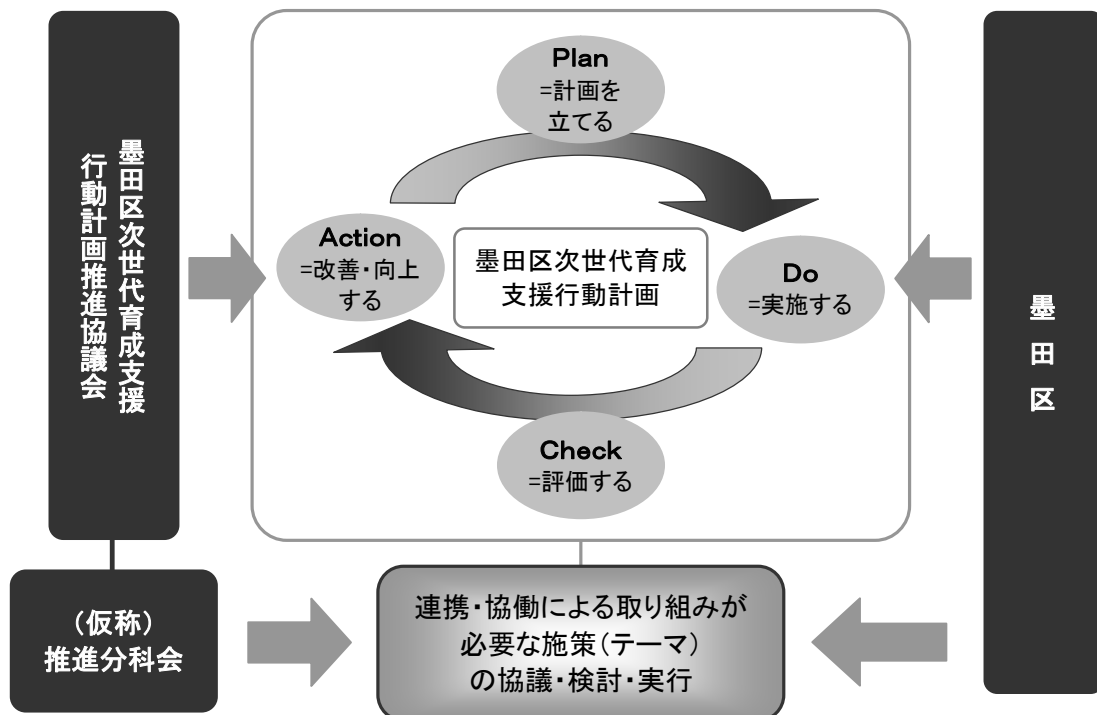 墨田区次世代育成支援
行動計画推進協議会
Plan
=計画を
立てる
Action
=改善・向上
する
墨田区次世代育成
支援行動計画
Do
=実施する
Check
=評価する
墨田区
(仮称)
推進分科会
連携・協働による取り組みが
必要な施策(テーマ)
の協議・検討・実行